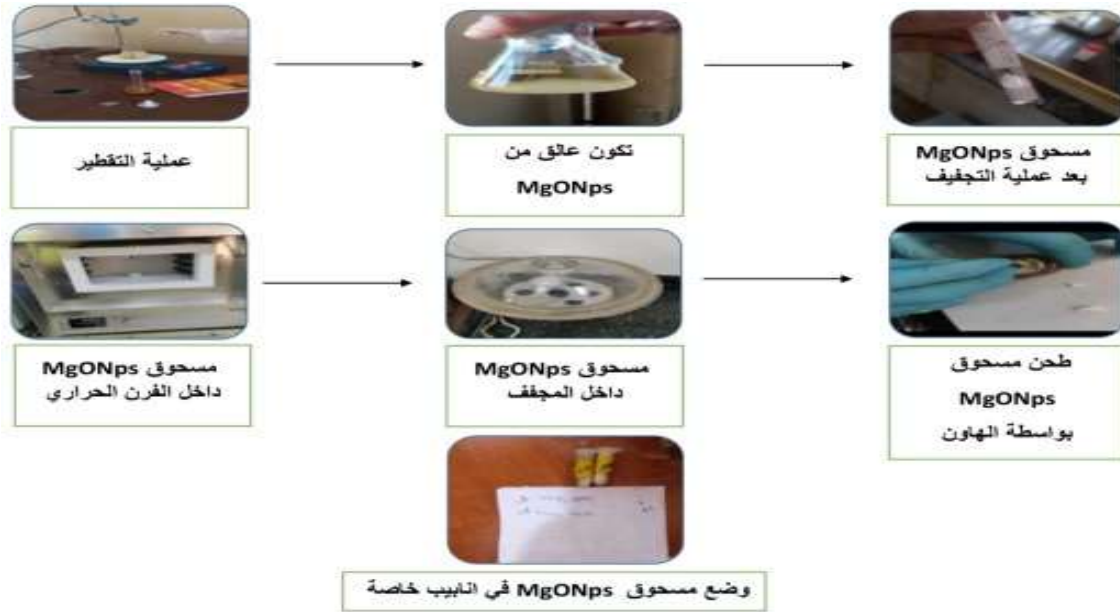 عملية التقطير
تكون عالق من
MgONps
مسحوق MgONps
بعد عملية التجفيف
مسحوق MgONps
داخل الفرن الحراري
مسحوق MgONps
داخل المجفف
طحن مسحوق
MgONps
بواسطة الهاون
وضع مسحوق MgONps في انابيب خاصة